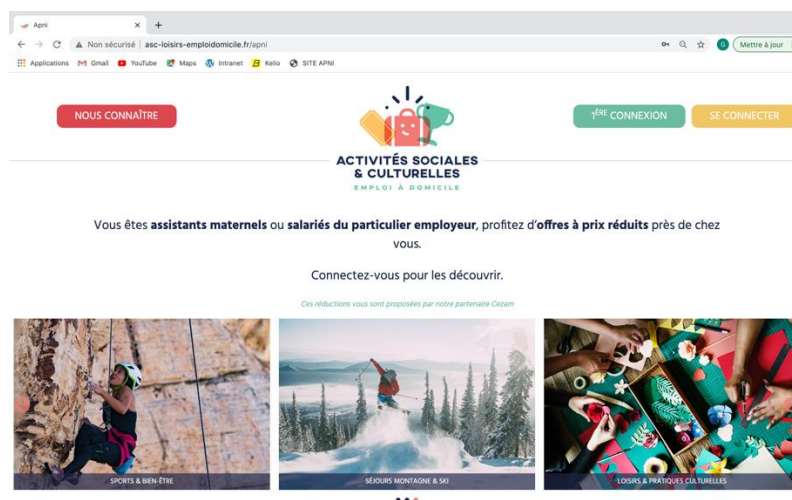 Apni
Non sécurisé | asc-loisirs-emploidomicile.fr/apni
G
Mettre à jour
Applications Gmail YouTube Maps Intranet Kelio SITE APNI
NOUS CONNAÎTRE
1ÈRE CONNEXION
SE CONNECTER
ACTIVITÉS SOCIALES
& CULTURELLES
EMPLOI À DOMICILE
Vous êtes assistants maternels ou salariés du particulier employeur, profitez d'offres à prix réduits près de chez
vous.
Connectez-vous pour les découvrir.
Ces réductions vous sont proposées par notre partenaire Cezam
SPORTS & BIEN-ÊTRE
SÉJOURS MONTAGNE & SKI
LOISIRS & PRATIQUES CULTURELLES